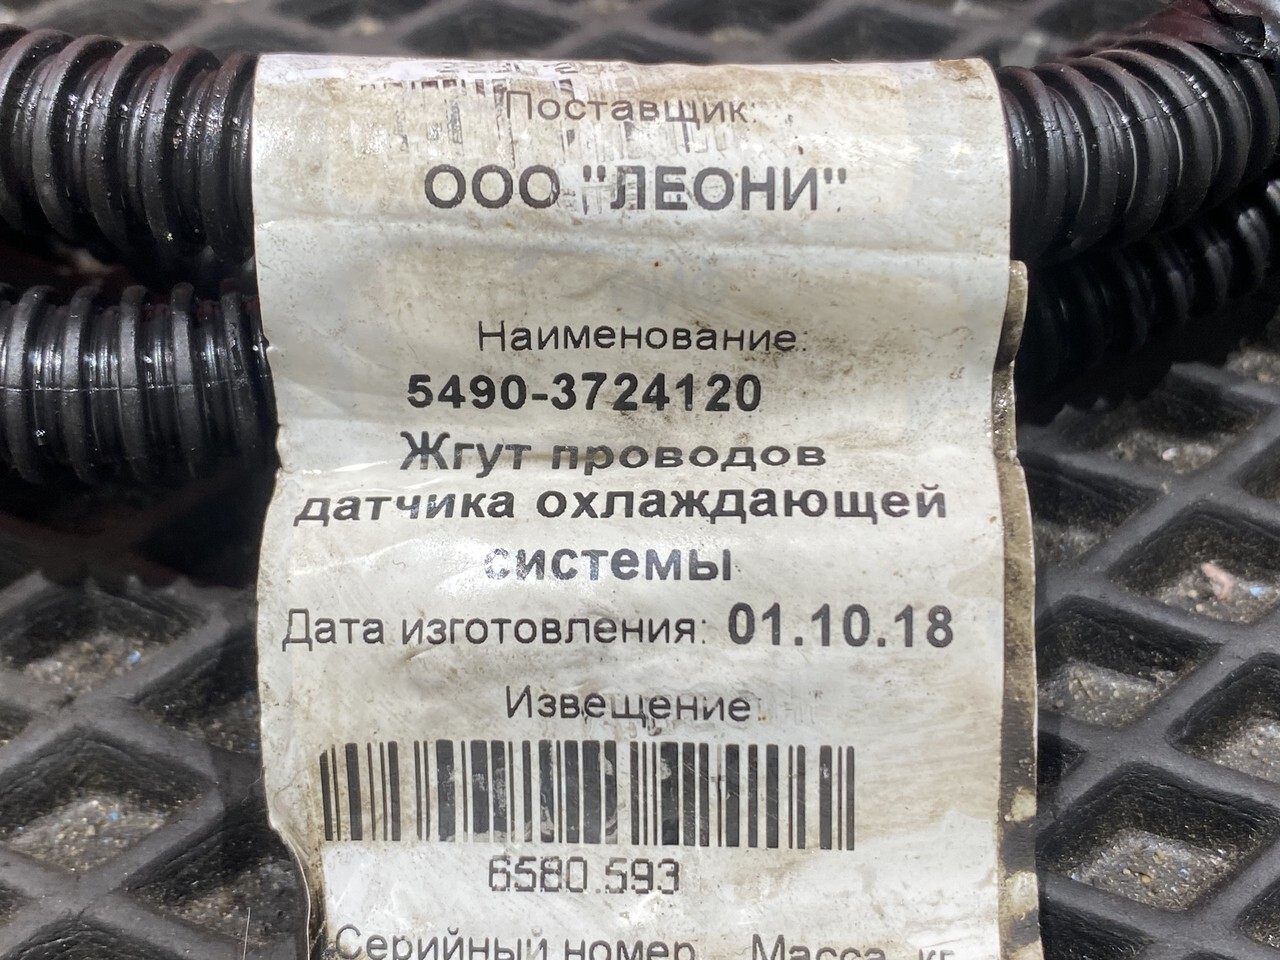 Поставщик:
ООО "ЛЕОНИ"
Наименование:
5490-3724120
Жгут проводов
датчика охлаждающей
системы
Дата изготовления: 01.10.18
Извещение:
6580.593
Серийный номер Масса, кг